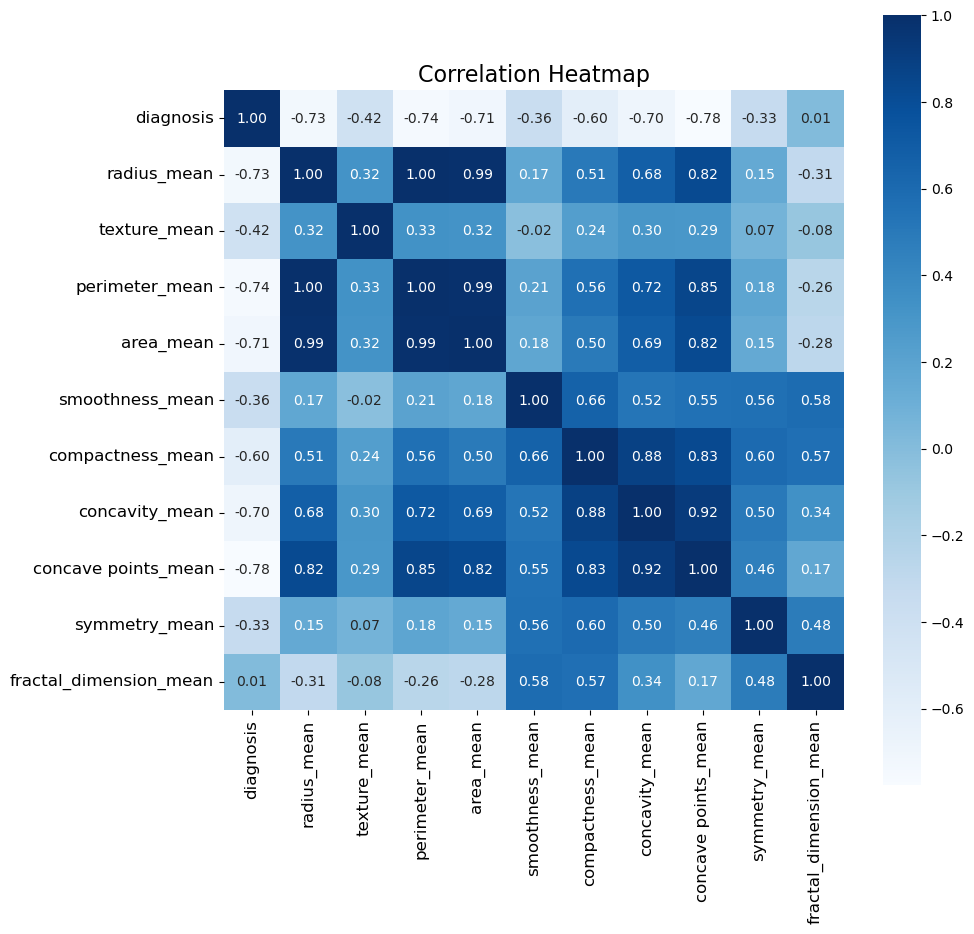 Correlation Heatmap
diagnosis 1.00 -0.73 -0.42 -0.74 -0.71 -0.36 -0.60 -0.70 -0.78 -0.33 0.01
radius_mean -0.73 1.00 0.32 1.00 0.99 0.17 0.51 0.68 0.82 0.15 -0.31
texture_mean -0.42 0.32 1.00 0.33 0.32 -0.02 0.24 0.30 0.29 0.07 -0.08
perimeter_mean -0.74 1.00 0.33 1.00 0.99 0.21 0.56 0.72 0.85 0.18 -0.26
area_mean -0.71 0.99 0.32 0.99 1.00 0.18 0.50 0.69 0.82 0.15 -0.28
smoothness_mean -0.36 0.17 -0.02 0.21 0.18 1.00 0.66 0.52 0.55 0.56 0.58
compactness_mean -0.60 0.51 0.24 0.56 0.50 0.66 1.00 0.88 0.83 0.60 0.57
concavity_mean -0.70 0.68 0.30 0.72 0.69 0.52 0.88 1.00 0.92 0.50 0.34
concave points_mean -0.78 0.82 0.29 0.85 0.82 0.55 0.83 0.92 1.00 0.46 0.17
symmetry_mean -0.33 0.15 0.07 0.18 0.15 0.56 0.60 0.50 0.46 1.00 0.48
fractal_dimension_mean 0.01 -0.31 -0.08 -0.26 -0.28 0.58 0.57 0.34 0.17 0.48 1.00
diagnosis
radius_mean
texture_mean
perimeter_mean
area_mean
smoothness_mean
compactness_mean
concavity_mean
concave points_mean
symmetry_mean
fractal_dimension_mean
1.0
0.8
0.6
0.4
0.2
0.0
−0.2
−0.4
−0.6